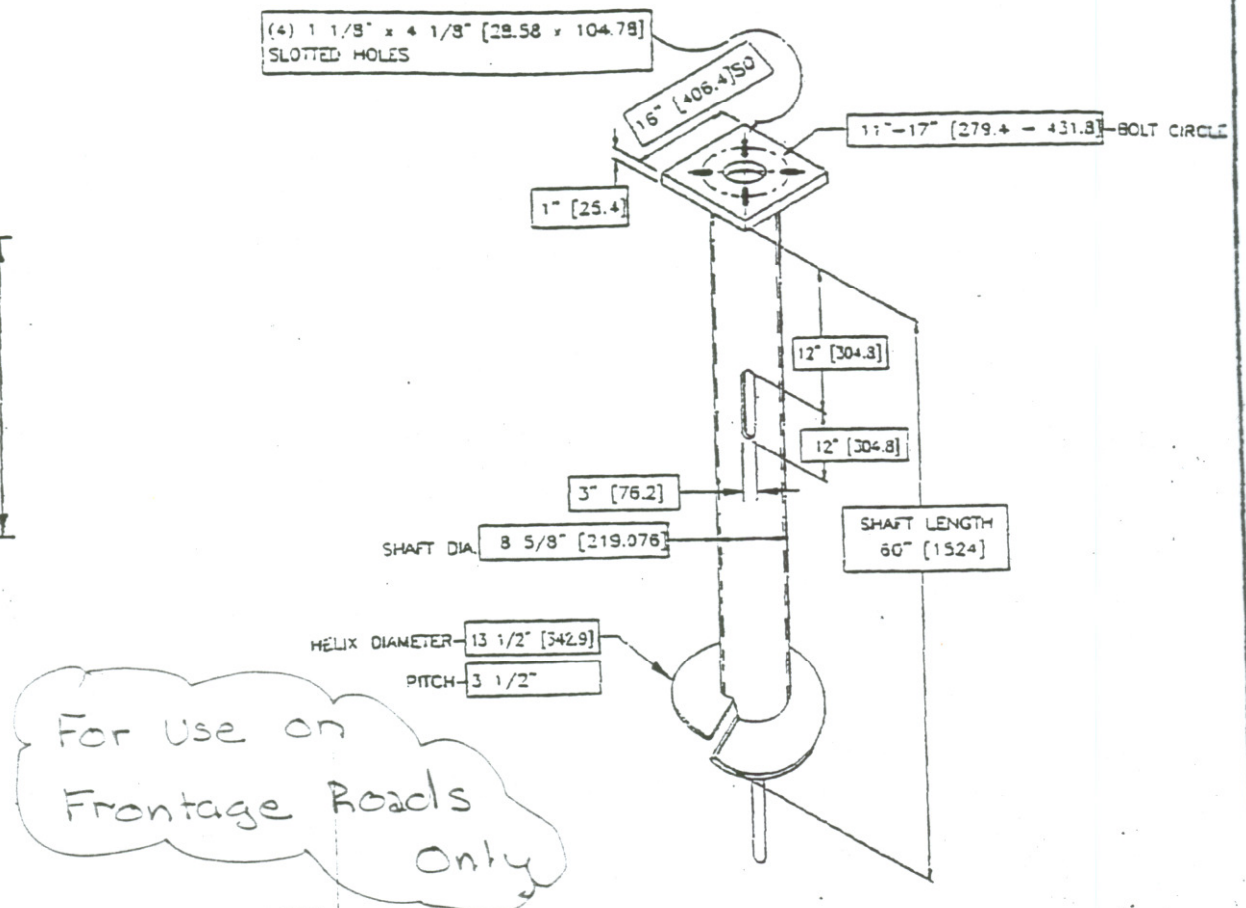 (4) 1 1/8" x 4 1/8" [28.58 x 104.78]
SLOTTED HOLES
16" [406.4]SQ
11"-17" [279.4 - 431.8] BOLT CIRCLE
1" [25.4]
12" [304.8]
12" [304.8]
3" [76.2]
SHAFT DIA. 8 5/8" [219.076]
SHAFT LENGTH
60" [1524]
HELIX DIAMETER 13 1/2" [342.9]
PITCH 3 1/2"
For Use on
Frontage Roads
Only